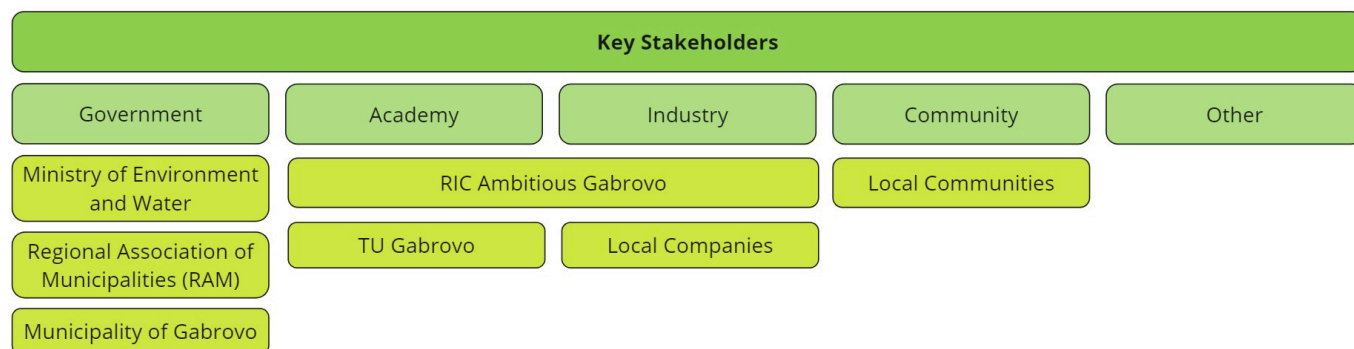 Key Stakeholders
Government
Academy
Industry
Community
Other
Ministry of Environment
and Water
RIC Ambitious Gabrovo
Local Communities
Regional Association of
Municipalities (RAM)
TU Gabrovo
Local Companies
Municipality of Gabrovo